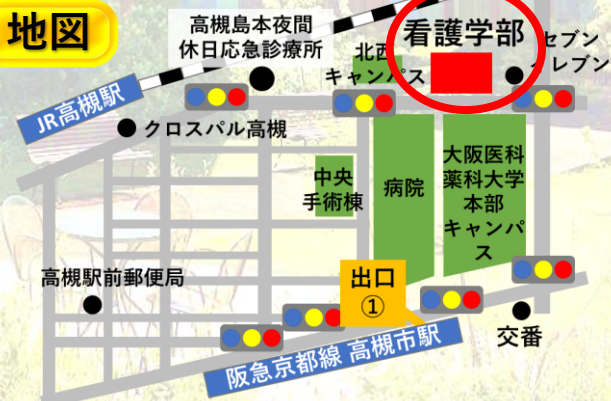 地図
高槻島本夜間
休日応急診療所
北西
キャンパス
看護学部
セブン
イレブン
JR高槻駅
クロスパル高槻
中央
手術棟
病院
大阪医科
薬科大学
本部
キャンパ
ス
高槻駅前郵便局
出口
①
交番
阪急京都線 高槻市駅